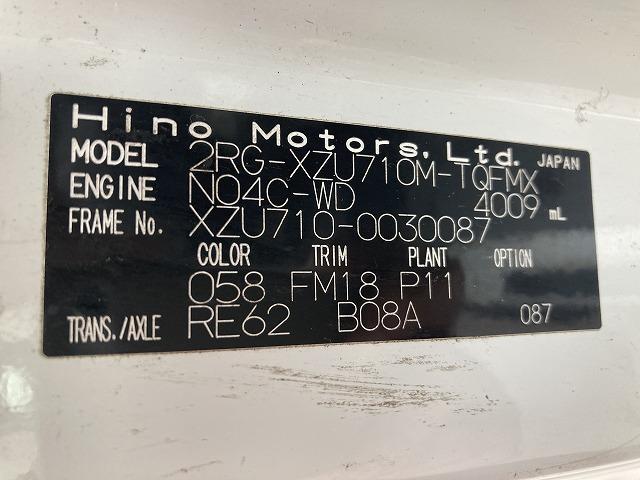 Hino Motors, Ltd. JAPAN
MODEL 2RG-XZU710M-TQFMX
ENGINE N04C-WD 4009 mL
FRAME No. XZU710-0030087
COLOR TRIM PLANT OPTION
058 FM18 P11
TRANS./AXLE RE62 B08A 087